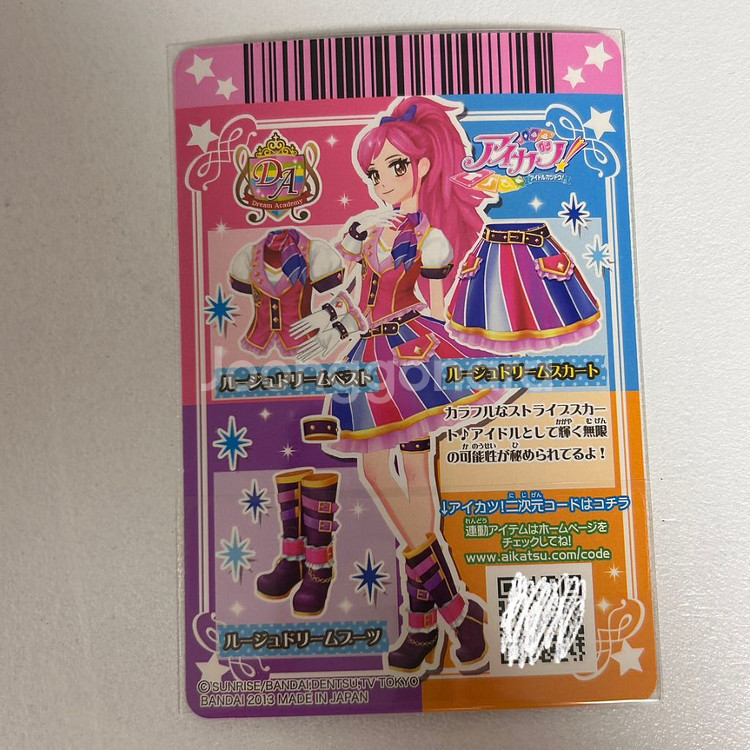 DA
Dream Academy
アイカツ!
アイドルカツドウ!
ルージュドリームベスト
ルージュドリームスカート
Joonggonara
カラフルなストライプスカー
ト♪アイドルとして輝く無限
の可能性が秘められてるよ!
ルージュドリームブーツ
↓アイカツ!二次元コードはコチラ
連動アイテムはホームページを
チェックしてね!
www.aikatsu.com/code
©SUNRISE/BANDAI,DENTSU,TV TOKYO
BANDAI 2013 MADE IN JAPAN